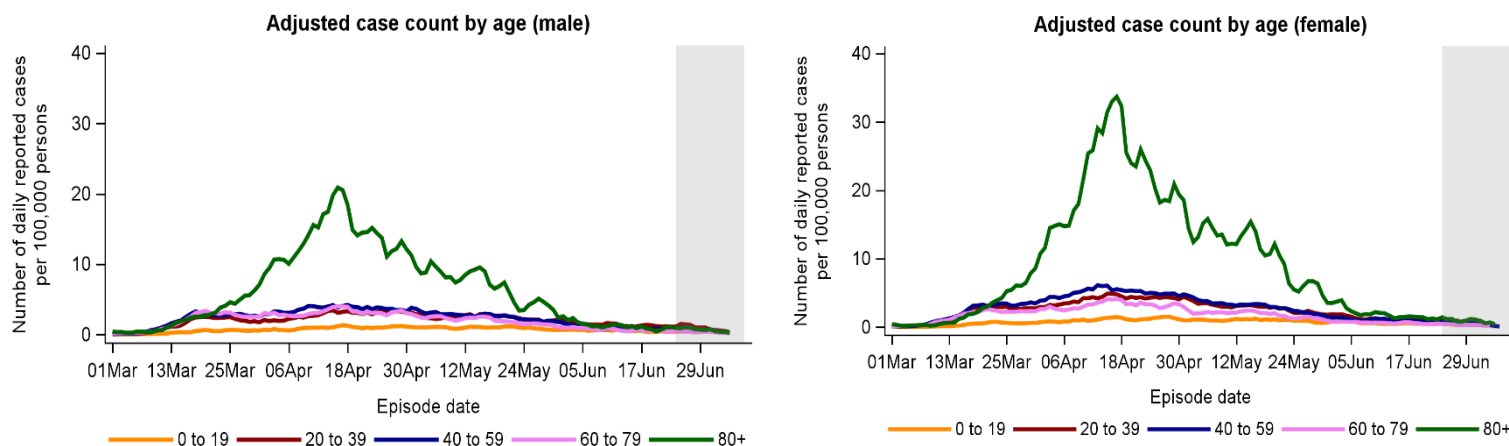 Adjusted case count by age (male)
Number of daily reported cases
per 100,000 persons
40
30
20
10
0
01Mar 13Mar 25Mar 06Apr 18Apr 30Apr 12May 24May 05Jun 17Jun 29Jun
Episode date
0 to 19 20 to 39 40 to 59 60 to 79 80+
Adjusted case count by age (female)
Number of daily reported cases
per 100,000 persons
40
30
20
10
0
01Mar 13Mar 25Mar 06Apr 18Apr 30Apr 12May 24May 05Jun 17Jun 29Jun
Episode date
0 to 19 20 to 39 40 to 59 60 to 79 80+